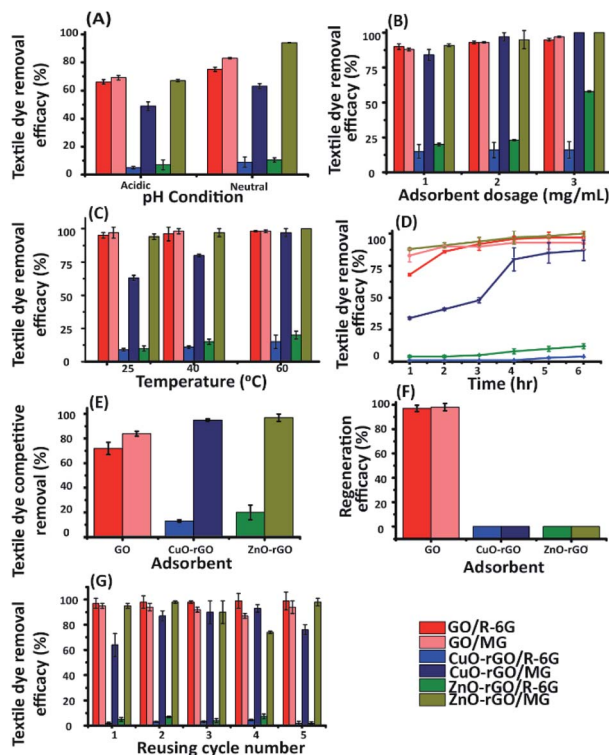 (A)
Textile dye removal
efficacy (%)
100
80
60
40
20
0
Acidic
Neutral
pH Condition
(B)
Textile dye removal
efficacy (%)
100
75
50
25
0
1
2
3
Adsorbent dosage (mg/mL)
(C)
Textile dye removal
efficacy (%)
100
75
50
25
0
25
40
60
Temperature (°C)
(D)
Textile dye removal
efficacy (%)
100
75
50
25
0
1
2
3
4
5
6
Time (hr)
(E)
Textile dye competitive
removal (%)
100
80
60
40
20
0
GO
CuO-rGO
ZnO-rGO
Adsorbent
(F)
Regeneration
efficacy (%)
100
80
60
40
20
0
GO
CuO-rGO
ZnO-rGO
Adsorbent
(G)
Textile dye removal
efficacy (%)
100
80
60
40
20
0
1
2
3
4
5
Reusing cycle number
GO/R-6G
GO/MG
CuO-rGO/R-6G
CuO-rGO/MG
ZnO-rGO/R-6G
ZnO-rGO/MG